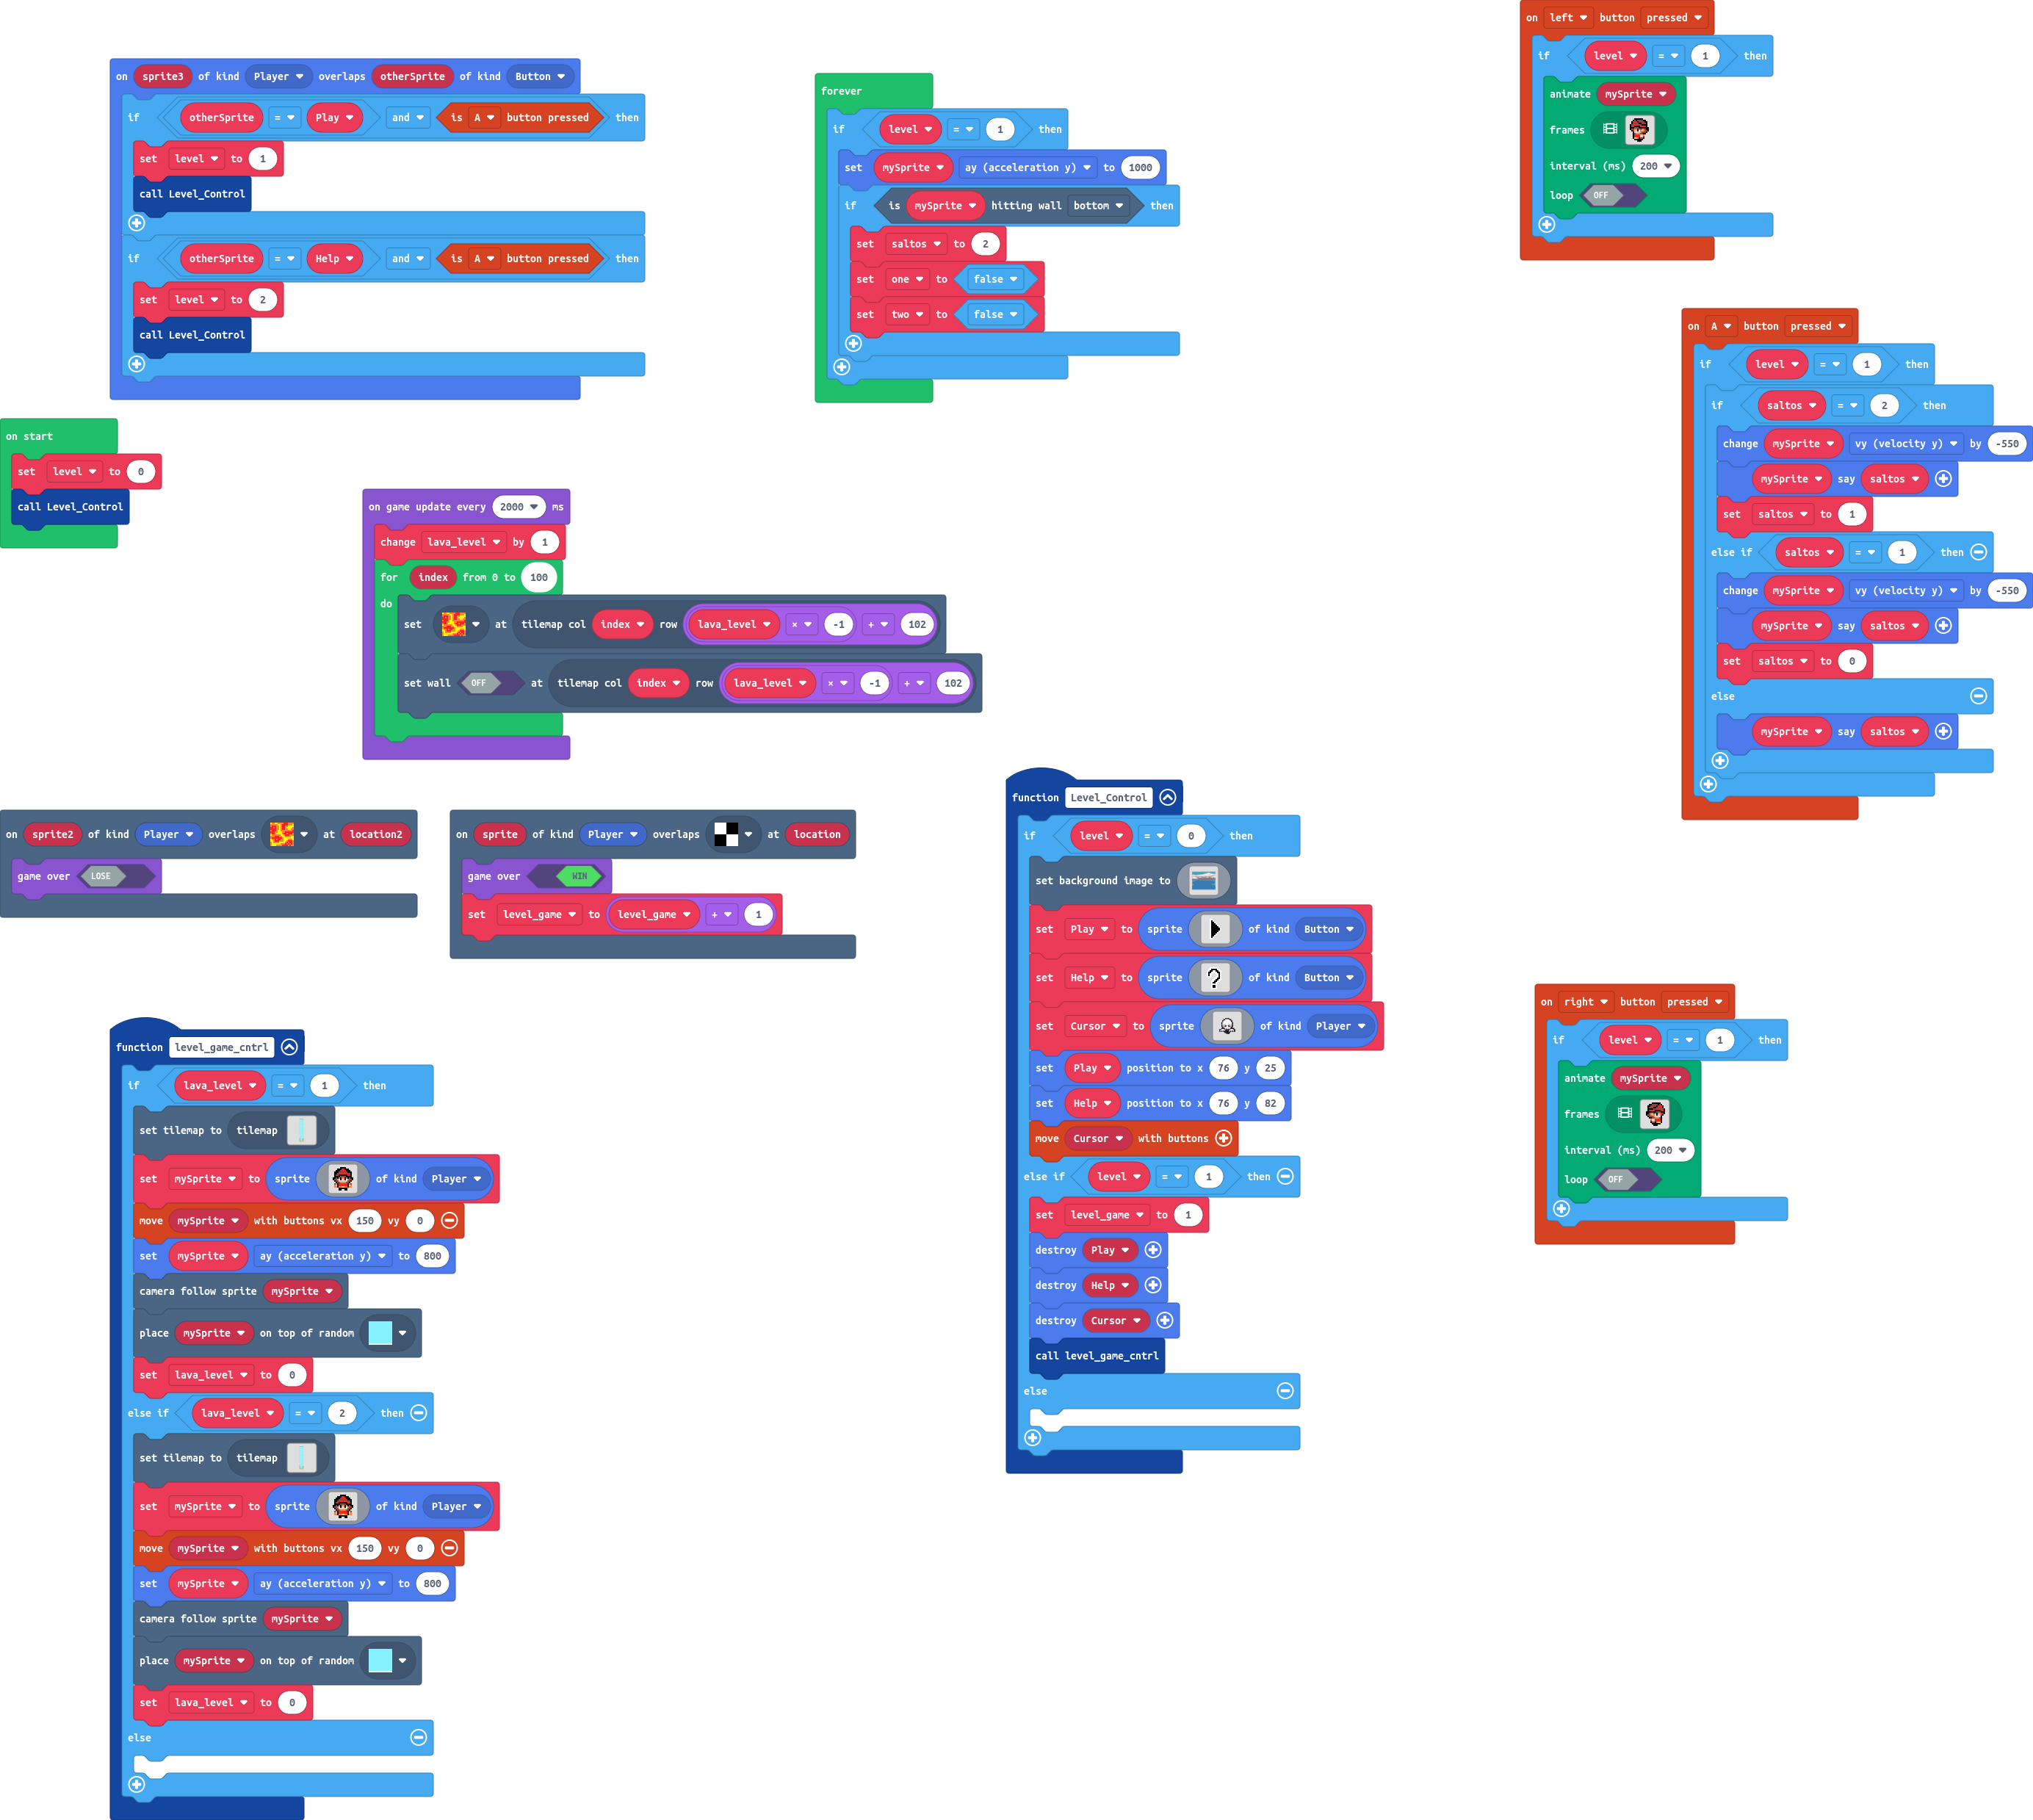 on sprite3 of kind Player overlaps otherSprite of kind Button
if otherSprite = Play and is A button pressed then
set level to 1
call Level_Control
if otherSprite = Help and is A button pressed then
set level to 2
call Level_Control
forever
if level = 1 then
set mySprite ay (acceleration y) to 1000
if is mySprite hitting wall bottom then
set saltos to 2
set one to false
set two to false
on left button pressed
if level = 1 then
animate mySprite
frames
interval (ms) 200
loop OFF
on A button pressed
if level = 1 then
if saltos = 2 then
change mySprite vy (velocity y) by -550
mySprite say saltos
set saltos to 1
else if saltos = 1 then
change mySprite vy (velocity y) by -550
mySprite say saltos
set saltos to 0
else
mySprite say saltos
on start
set level to 0
call Level_Control
on game update every 2000 ms
change lava_level by 1
for index from 0 to 100
do
set at tilemap col index row lava_level × -1 + 102
set wall OFF at tilemap col index row lava_level × -1 + 102
on sprite2 of kind Player overlaps at location2
game over LOSE
on sprite of kind Player overlaps at location
game over WIN
set level_game to level_game + 1
function Level_Control
if level = 0 then
set background image to
set Play to sprite of kind Button
set Help to sprite ? of kind Button
set Cursor to sprite of kind Player
set Play position to x 76 y 25
set Help position to x 76 y 82
move Cursor with buttons
else if level = 1 then
set level_game to 1
destroy Play
destroy Help
destroy Cursor
call level_game_cntrl
else
on right button pressed
if level = 1 then
animate mySprite
frames
interval (ms) 200
loop OFF
function level_game_cntrl
if lava_level = 1 then
set tilemap to tilemap
set mySprite to sprite of kind Player
move mySprite with buttons vx 150 vy 0
set mySprite ay (acceleration y) to 800
camera follow sprite mySprite
place mySprite on top of random
set lava_level to 0
else if lava_level = 2 then
set tilemap to tilemap
set mySprite to sprite of kind Player
move mySprite with buttons vx 150 vy 0
set mySprite ay (acceleration y) to 800
camera follow sprite mySprite
place mySprite on top of random
set lava_level to 0
else